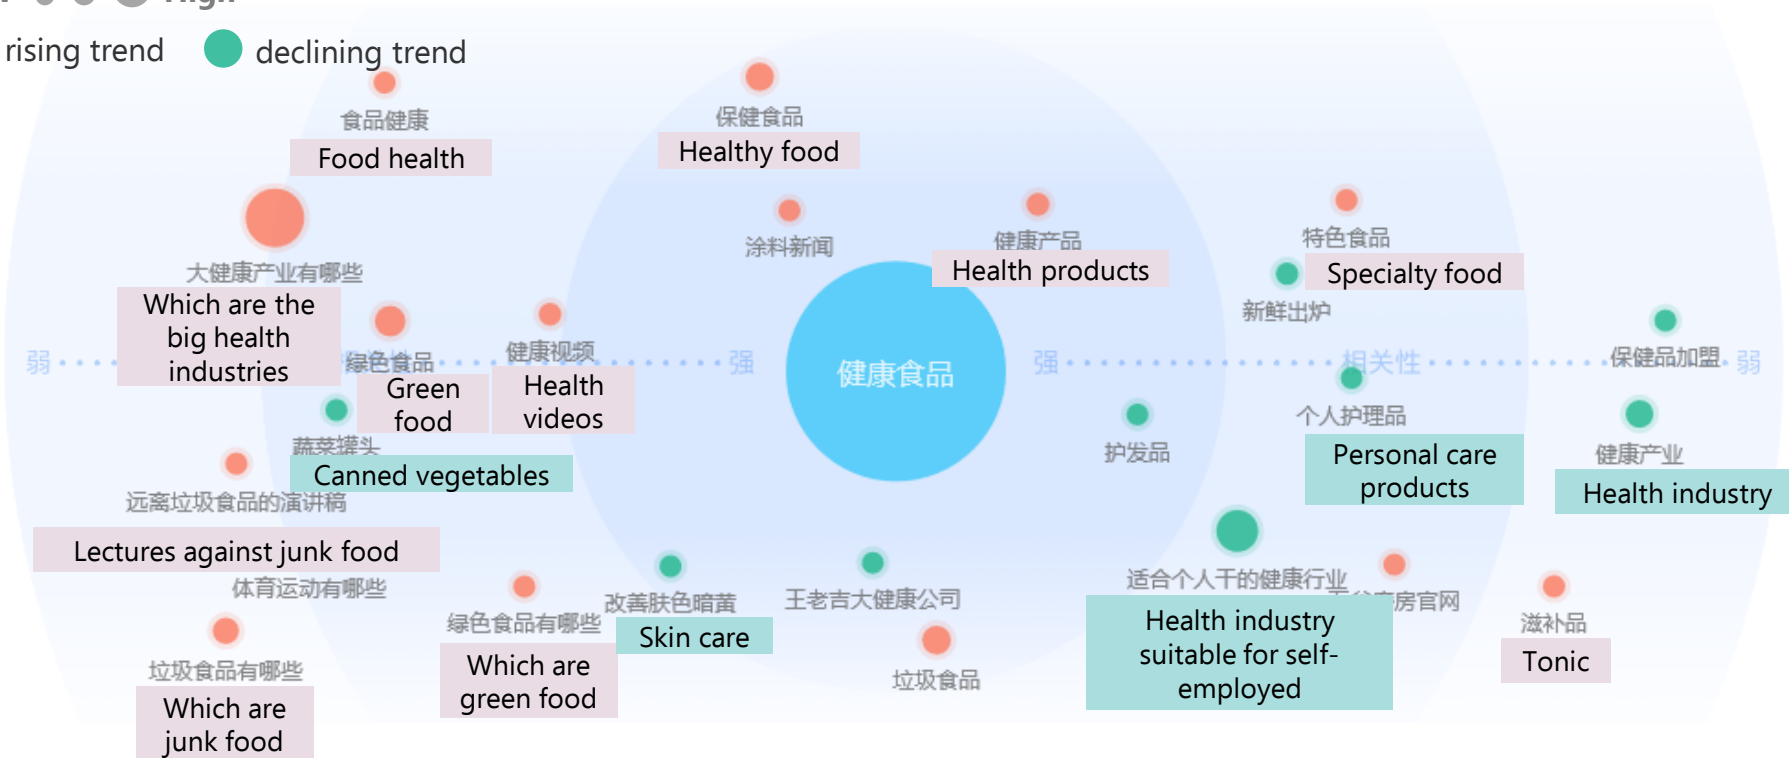 High
rising trend
declining trend
食品健康
Food health
保健食品
Healthy food
大健康产业有哪些
Which are the
big health
industries
涂料新闻
健康产品
Health products
特色食品
Specialty food
新鲜出炉
绿色食品
Green
food
健康视频
Health
videos
弱
强
健康食品
强
相关性
弱
保健品加盟
蔬菜罐头
Canned vegetables
护发品
个人护理品
Personal care
products
健康产业
Health industry
远离垃圾食品的演讲稿
Lectures against junk food
体育运动有哪些
垃圾食品有哪些
Which are
junk food
绿色食品有哪些
Which are
green food
改善肤色暗黄
Skin care
王老吉大健康公司
垃圾食品
适合个人干的健康行业
Health industry
suitable for self-
employed
房官网
滋补品
Tonic